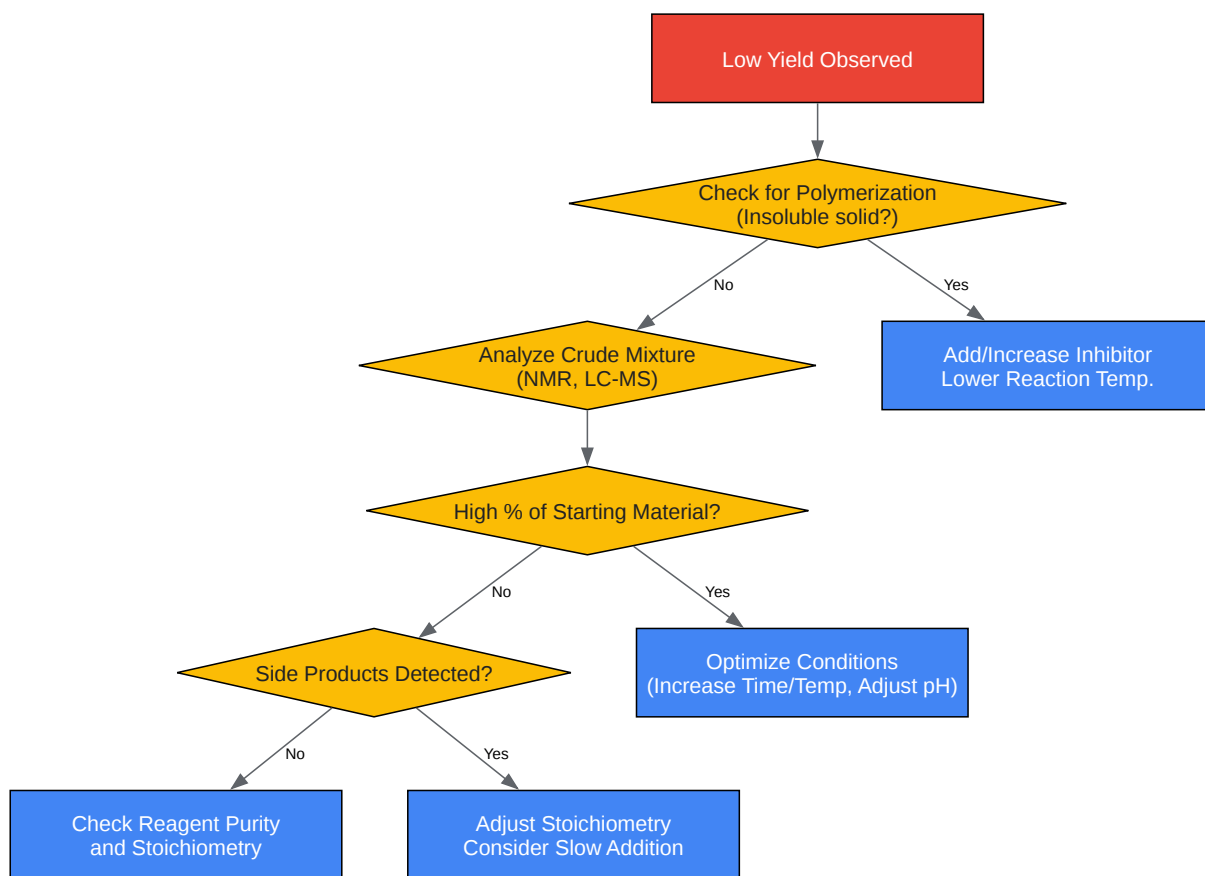 Low Yield Observed
Check for Polymerization
(Insoluble solid?)
No
Yes
Analyze Crude Mixture
(NMR, LC-MS)
Add/Increase Inhibitor
Lower Reaction Temp.
High % of Starting Material?
No
Yes
Side Products Detected?
Optimize Conditions
(Increase Time/Temp, Adjust pH)
No
Yes
Check Reagent Purity
and Stoichiometry
Adjust Stoichiometry
Consider Slow Addition